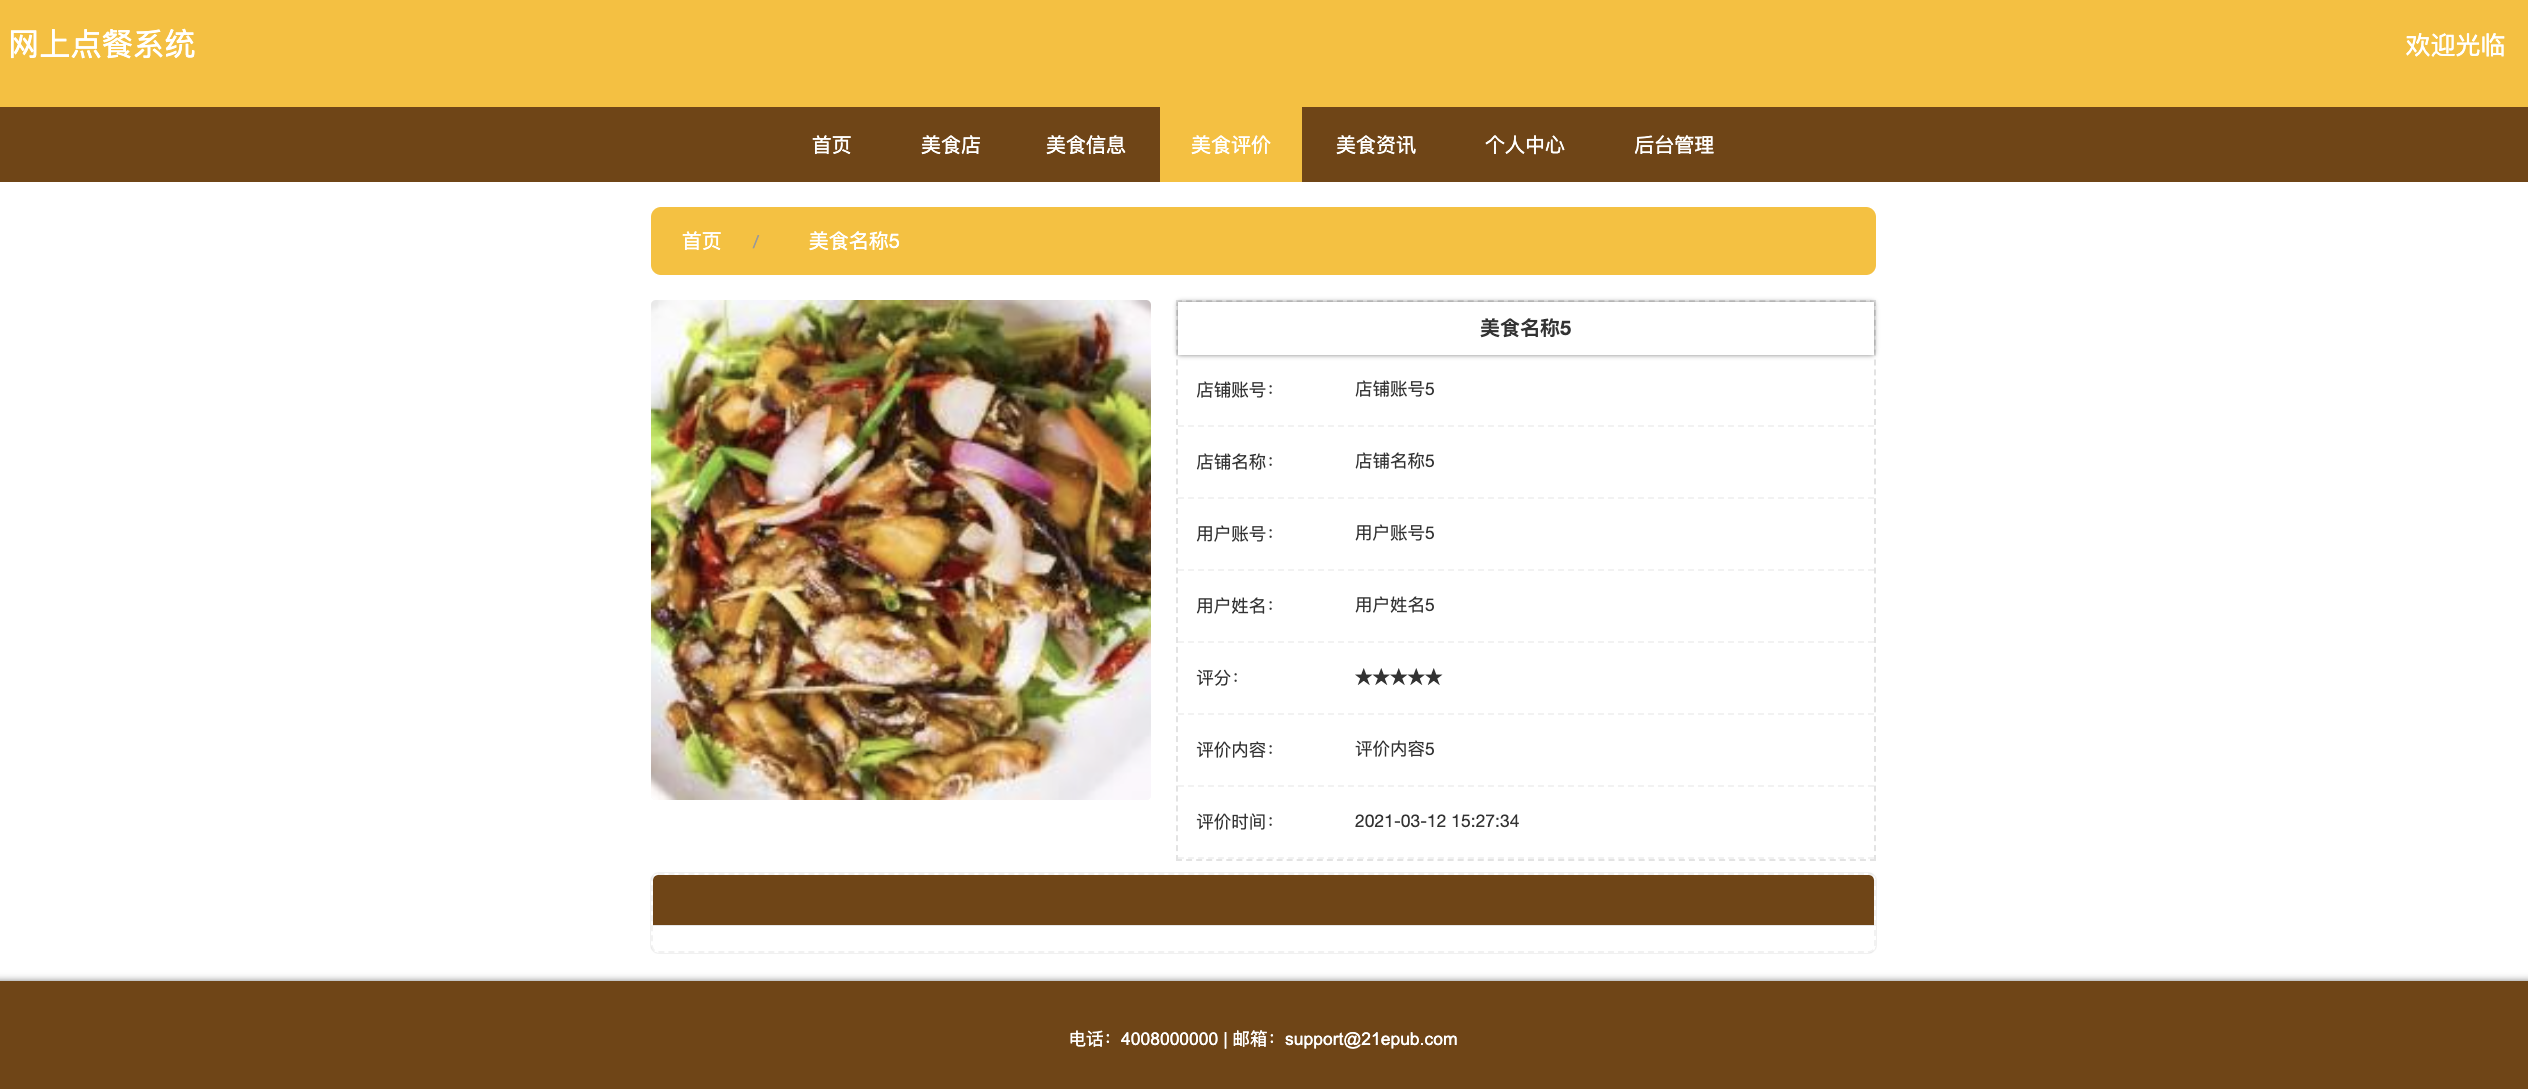 网上点餐系统
欢迎光临
首页 美食店 美食信息 美食评价 美食资讯 个人中心 后台管理
首页 / 美食名称5
美食名称5
店铺账号： 店铺账号5
店铺名称： 店铺名称5
用户账号： 用户账号5
用户姓名： 用户姓名5
评分： ★★★★★
评价内容： 评价内容5
评价时间： 2021-03-12 15:27:34
电话：4008000000 | 邮箱：support@21epub.com